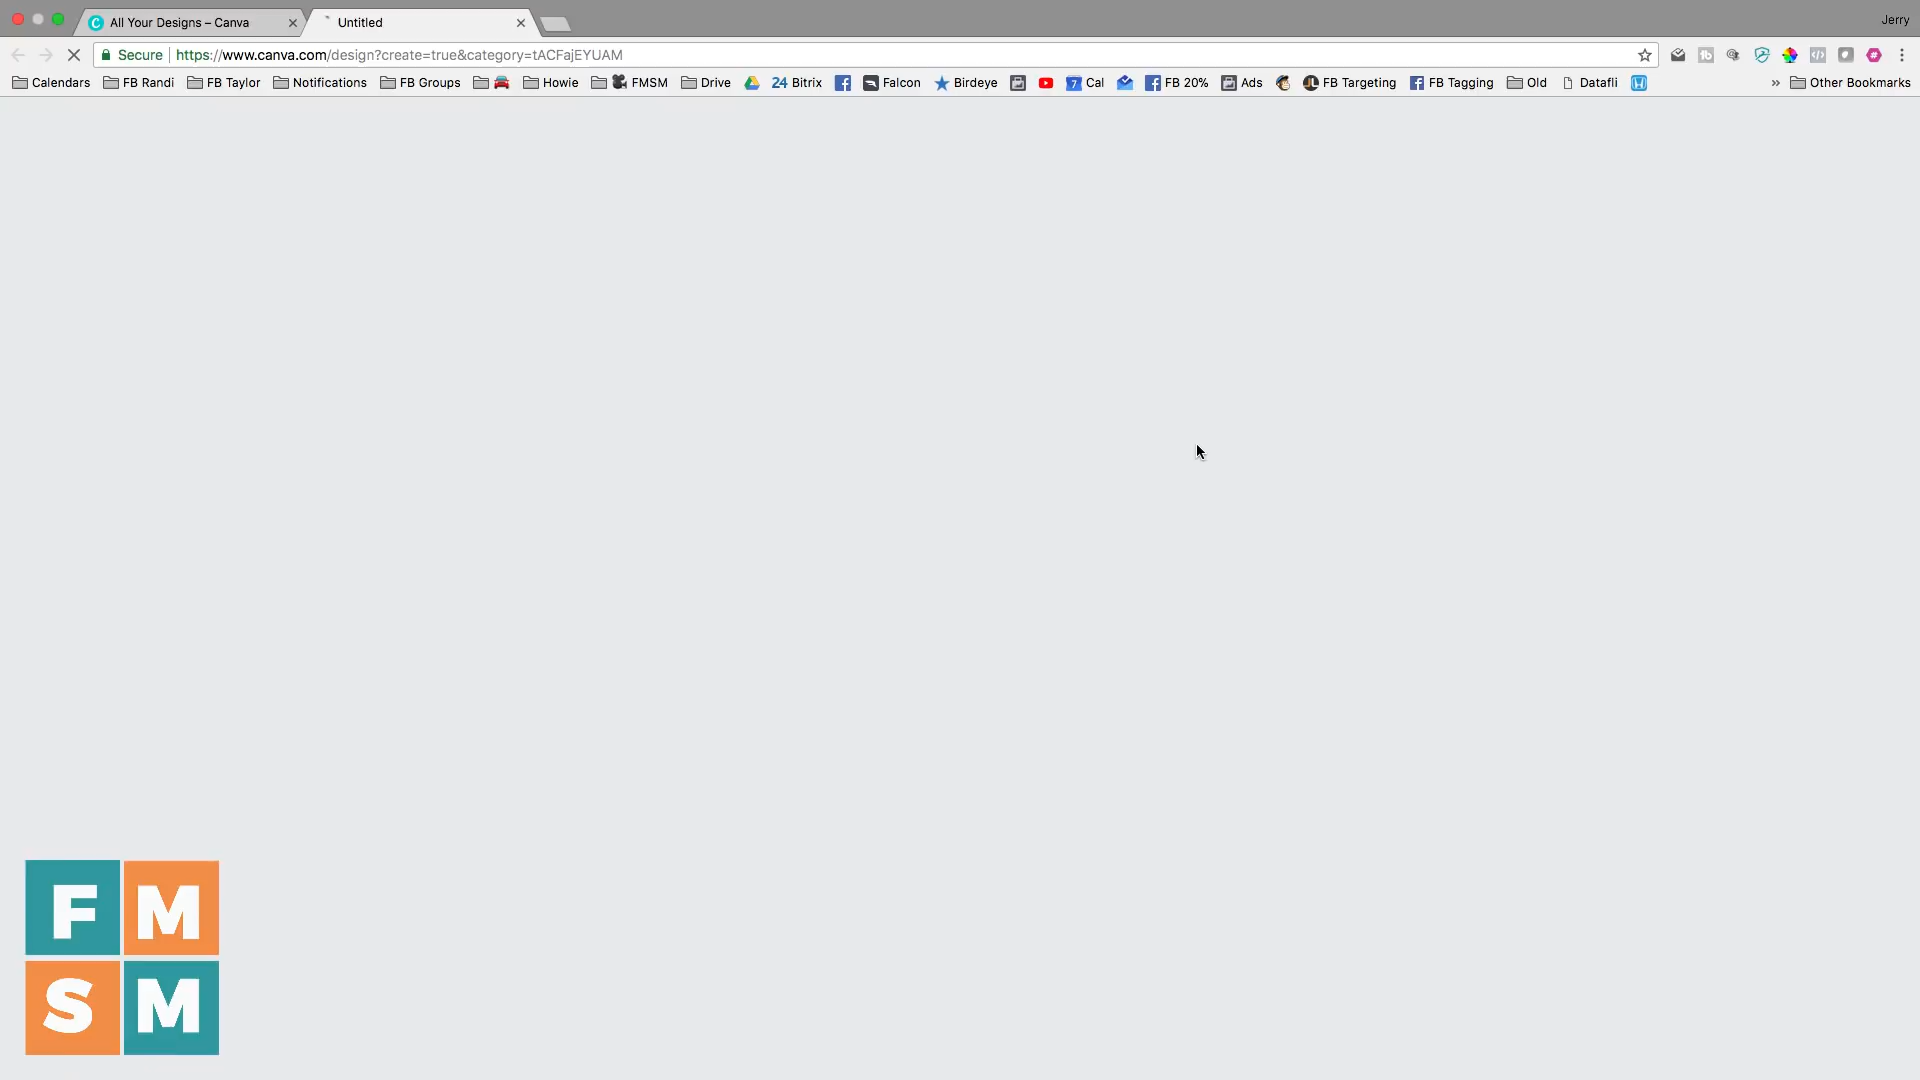 All Your Designs – Canva
Untitled
Jerry
Secure
https://www.canva.com/design?create=true&category=tACFajEYUAM
Calendars
FB Randi
FB Taylor
Notifications
FB Groups
Howie
FMSM
Drive
24 Bitrix
Falcon
Birdeye
7 Cal
FB 20%
Ads
FB Targeting
FB Tagging
Old
Datafli
»
Other Bookmarks
F M
S M